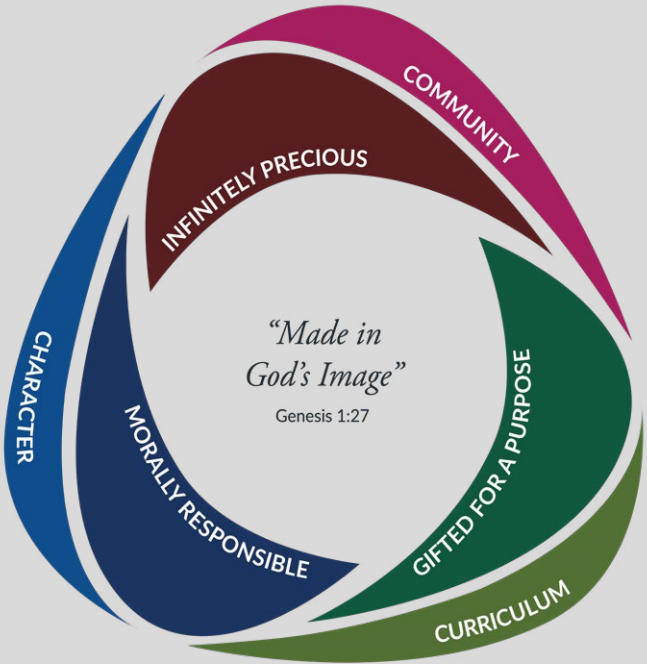 COMMUNITY
INFINITELY PRECIOUS
“Made in
God’s Image”
Genesis 1:27
CHARACTER
MORALLY RESPONSIBLE
GIFTED FOR A PURPOSE
CURRICULUM